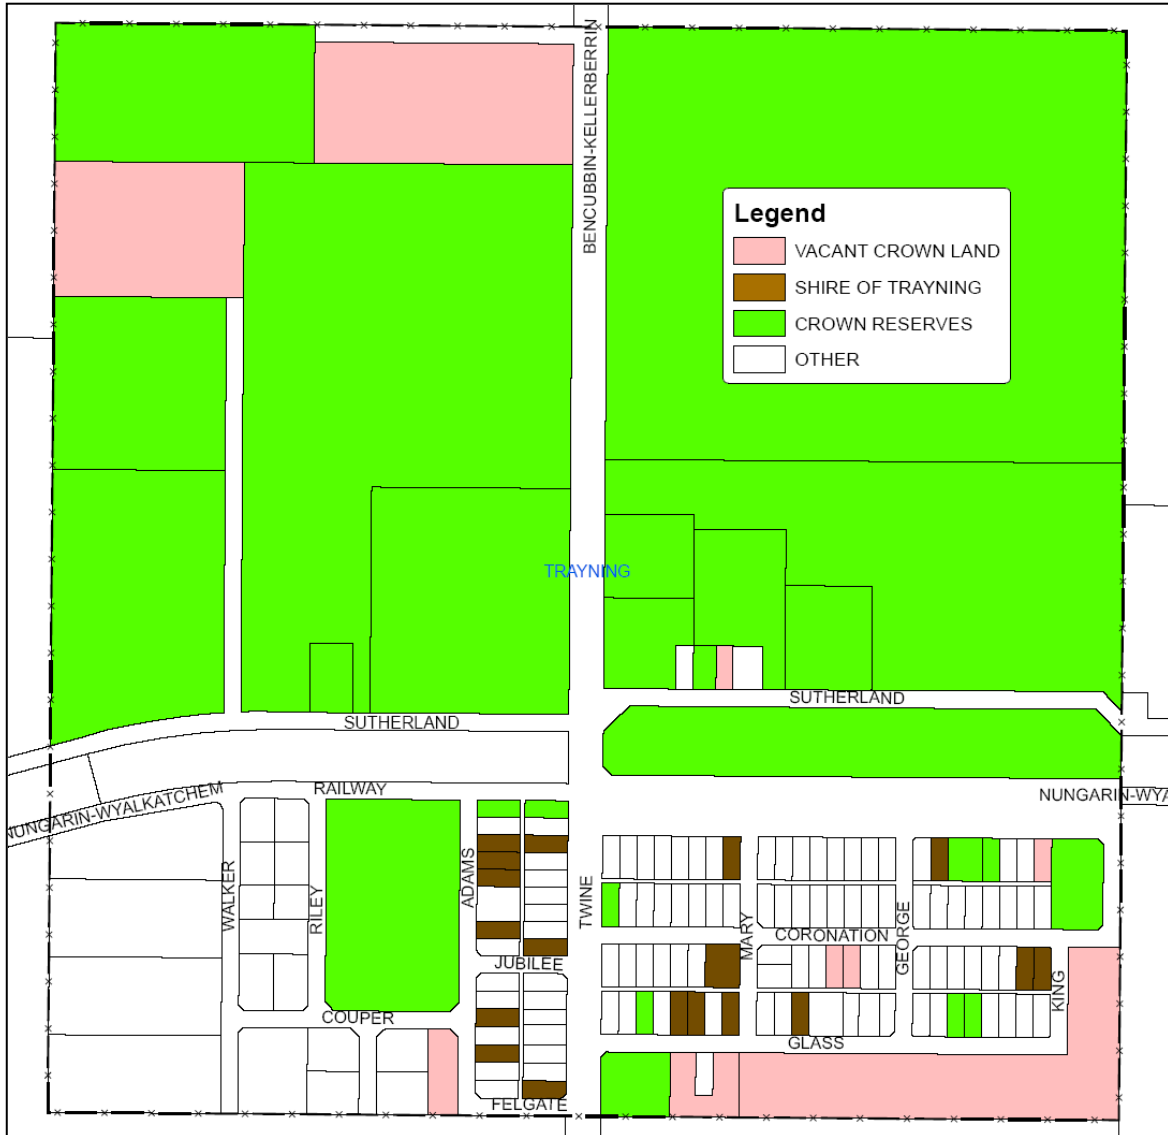 BENCUBBIN-KELLERBERRIN
Legend
VACANT CROWN LAND
SHIRE OF TRAYNING
CROWN RESERVES
OTHER
TRAYNING
SUTHERLAND
SUTHERLAND
RAILWAY
NUNGARIN-WYALKATCHEM
NUNGARIN-WYA
WALKER
RILEY
ADAMS
TWINE
MARY
GEORGE
CORONATION
JUBILEE
KING
COUPER
GLASS
FELGATE